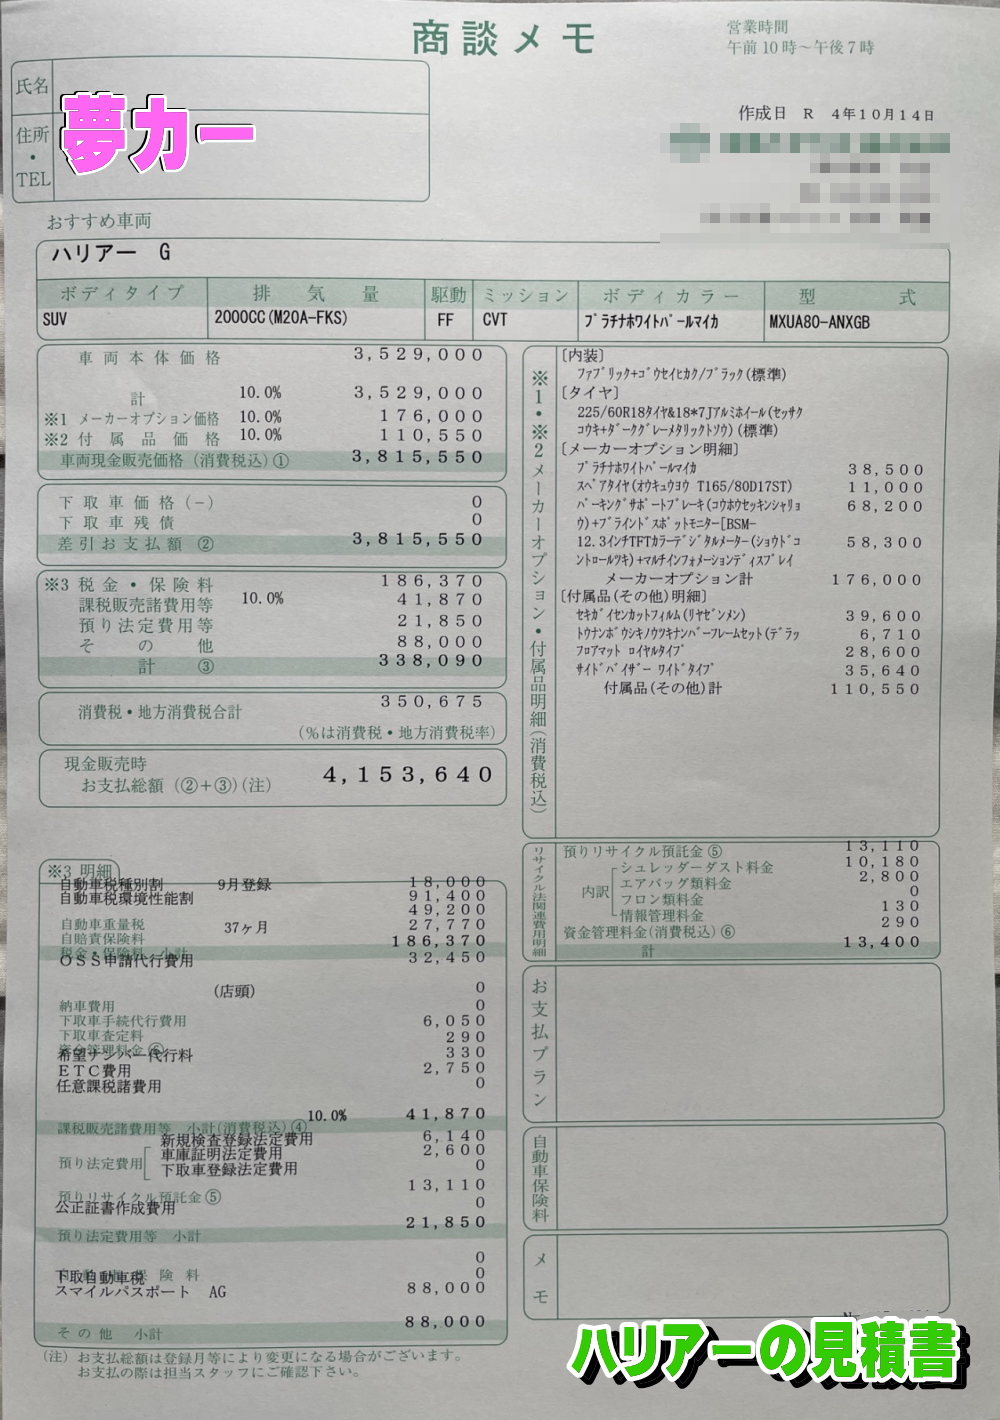 商談メモ
営業時間
午前10時～午後7時
氏名
住所
・
TEL
夢カー
作成日 R 4年10月14日
おすすめ車両
ハリアー G
ボディタイプ 排気量 駆動 ミッション ボディカラー 型式
SUV 2000CC(M20A-FKS) FF CVT ﾌﾟﾗﾁﾅﾎﾜｲﾄﾊﾟｰﾙﾏｲｶ MXUA80-ANXGB
車両本体価格 3,529,000
計 10.0% 3,529,000
※1 メーカーオプション価格 10.0% 176,000
※2 付属品価格 10.0% 110,550
車両現金販売価格(消費税込)① 3,815,550
下取車価格(－) 0
下取車残債 0
差引お支払額 ② 3,815,550
※3 税金・保険料 186,370
課税販売諸費用等 10.0% 41,870
預り法定費用等 21,850
その他 88,000
計 ③ 338,090
消費税・地方消費税合計 350,675
(%は消費税・地方消費税率)
現金販売時
お支払総額(②＋③)(注) 4,153,640
※3 明細
自動車税種別割 9月登録 18,000
自動車税環境性能割 91,400
自動車重量税 49,200
自賠責保険料 37ヶ月 27,770
税金・保険料 小計 186,370
OSS申請代行費用 32,450
(店頭)
納車費用 0
下取車手続代行費用 0
下取車査定料 6,050
資金管理料金⑥ 290
希望ナンバー代行料 330
ETC費用 2,750
任意課税諸費用 0
10.0%
課税販売諸費用等 小計(消費税込)④ 41,870
預り法定費用
新規検査登録法定費用 6,140
車庫証明法定費用 2,600
下取車登録法定費用 0
預りリサイクル預託金⑤ 13,110
公正証書作成費用 0
預り法定費用等 小計 21,850
自動車保険料 0
下取自動車税 0
スマイルパスポート AG 88,000
その他 小計 88,000
(注) お支払総額は登録月等により変更になる場合がございます。
お支払の際は担当スタッフにご確認下さい。
※1・※2メーカーオプション・付属品明細(消費税込)
[内装]
ﾌｧﾌﾞﾘｯｸ+ｺﾞｳｾｲﾋｶｸ/ﾌﾞﾗｯｸ(標準)
[タイヤ]
225/60R18ﾀｲﾔ&18*7Jｱﾙﾐﾎｲｰﾙ(ｾｯｻｸ
ｺｳｷ+ﾀﾞｰｸｸﾞﾚｰﾒﾀﾘｯｸﾄｿｳ)(標準)
[メーカーオプション明細]
ﾌﾟﾗﾁﾅﾎﾜｲﾄﾊﾟｰﾙﾏｲｶ 38,500
ｽﾍﾟｱﾀｲﾔ(ｵｳｷｭｳﾖｳ T165/80D17ST) 11,000
ﾊﾟｰｷﾝｸﾞｻﾎﾟｰﾄﾌﾞﾚｰｷ(ｺｳﾎｳｾｯｷﾝｼｬﾘｮ 68,200
ｳ)+ﾌﾞﾗｲﾝﾄﾞｽﾎﾟｯﾄﾓﾆﾀｰ[BSM-
12.3ｲﾝﾁTFTｶﾗｰﾃﾞｼﾞﾀﾙﾒｰﾀｰ(ｼｮｳﾄﾞｺ 58,300
ﾝﾄﾛｰﾙﾂｷ)+ﾏﾙﾁｲﾝﾌｫﾒｰｼｮﾝﾃﾞｨｽﾌﾟﾚｲ
メーカーオプション計 176,000
[付属品(その他)明細]
ｾｷｶﾞｲｾﾝｶｯﾄﾌｨﾙﾑ(ﾘﾔｾﾞﾝﾒﾝ) 39,600
ﾄｳﾅﾝﾎﾞｳｼｷﾉｳﾂｷﾅﾝﾊﾞｰﾌﾚｰﾑｾｯﾄ(ﾃﾞﾗｯ 6,710
ﾌﾛｱﾏｯﾄ ﾛｲﾔﾙﾀｲﾌﾟ 28,600
ｻｲﾄﾞﾊﾞｲｻﾞｰ ﾜｲﾄﾞﾀｲﾌﾟ 35,640
付属品(その他)計 110,550
リサイクル法関連費用明細
預りリサイクル預託金⑤ 13,110
内訳
シュレッダーダスト料金 10,180
エアバッグ類料金 2,800
フロン類料金 0
情報管理料金 130
資金管理料金(消費税込)⑥ 290
計 13,400
お支払プラン
自動車保険料
メモ
ハリアーの見積書